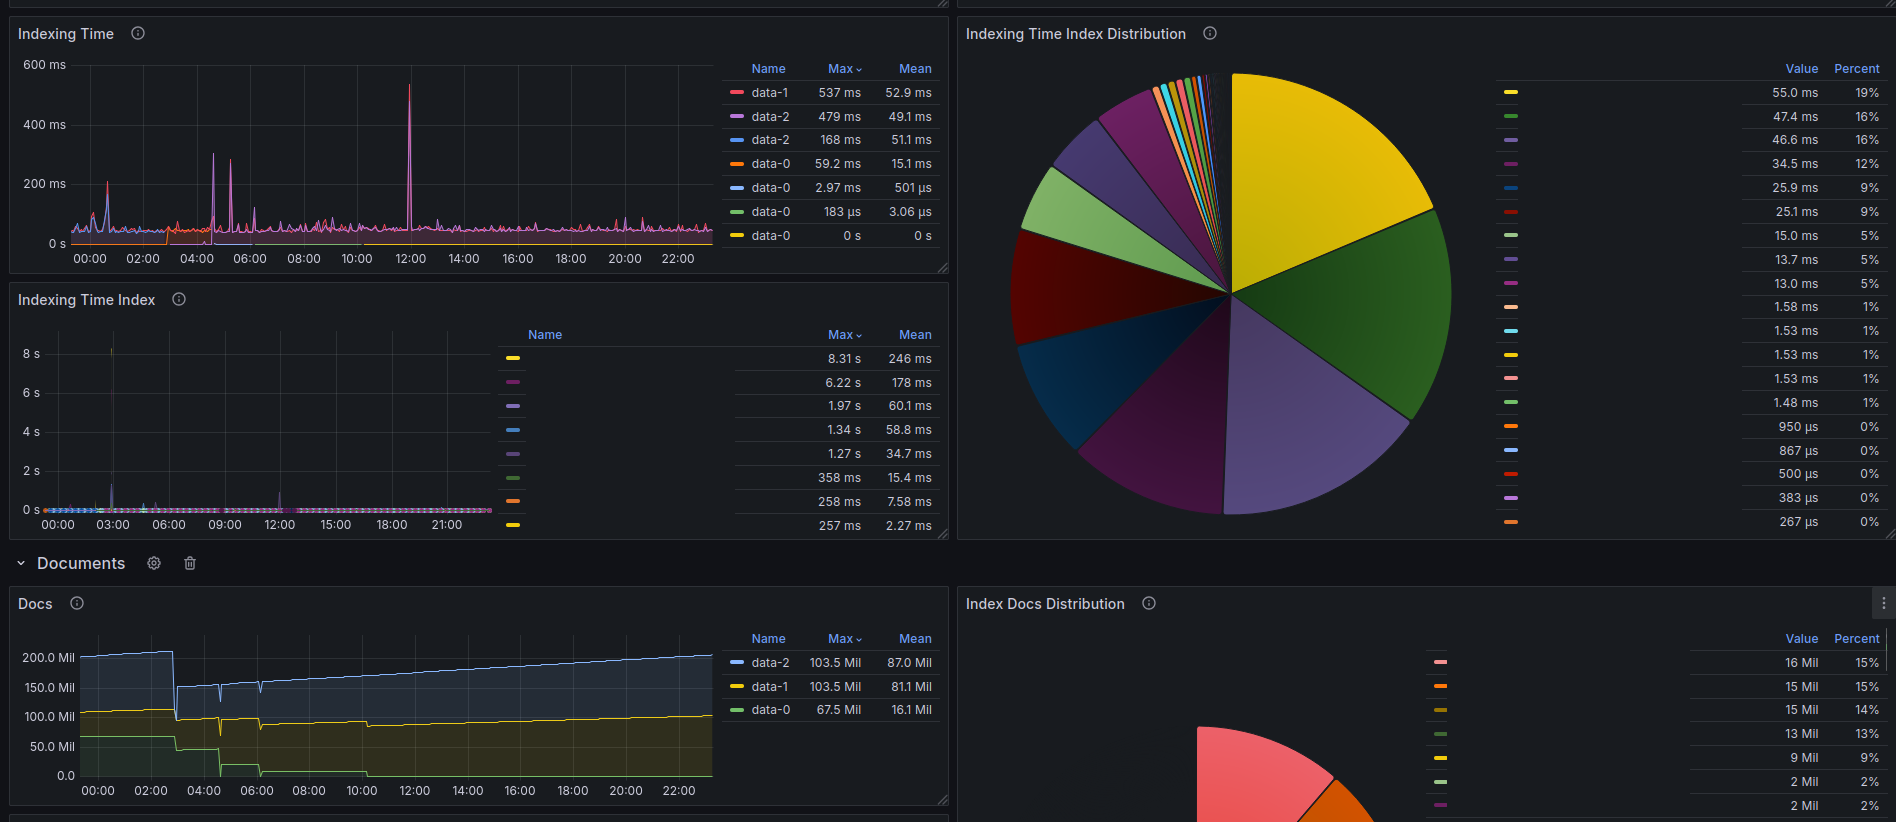 Indexing Time
600 ms
400 ms
200 ms
0 s
00:00 02:00 04:00 06:00 08:00 10:00 12:00 14:00 16:00 18:00 20:00 22:00
Name Max Mean
data-1 537 ms 52.9 ms
data-2 479 ms 49.1 ms
data-2 168 ms 51.1 ms
data-0 59.2 ms 15.1 ms
data-0 2.97 ms 501 µs
data-0 183 µs 3.06 µs
data-0 0 s 0 s
Indexing Time Index Distribution
Value Percent
55.0 ms 19%
47.4 ms 16%
46.6 ms 16%
34.5 ms 12%
25.9 ms 9%
25.1 ms 9%
15.0 ms 5%
13.7 ms 5%
13.0 ms 5%
1.58 ms 1%
1.53 ms 1%
1.53 ms 1%
1.53 ms 1%
1.48 ms 1%
950 µs 0%
867 µs 0%
500 µs 0%
383 µs 0%
267 µs 0%
Indexing Time Index
8 s
6 s
4 s
2 s
0 s
00:00 03:00 06:00 09:00 12:00 15:00 18:00 21:00
Name Max Mean
8.31 s 246 ms
6.22 s 178 ms
1.97 s 60.1 ms
1.34 s 58.8 ms
1.27 s 34.7 ms
358 ms 15.4 ms
258 ms 7.58 ms
257 ms 2.27 ms
Documents
Docs
200.0 Mil
150.0 Mil
100.0 Mil
50.0 Mil
0.0
00:00 02:00 04:00 06:00 08:00 10:00 12:00 14:00 16:00 18:00 20:00 22:00
Name Max Mean
data-2 103.5 Mil 87.0 Mil
data-1 103.5 Mil 81.1 Mil
data-0 67.5 Mil 16.1 Mil
Index Docs Distribution
Value Percent
16 Mil 15%
15 Mil 15%
15 Mil 14%
13 Mil 13%
9 Mil 9%
2 Mil 2%
2 Mil 2%